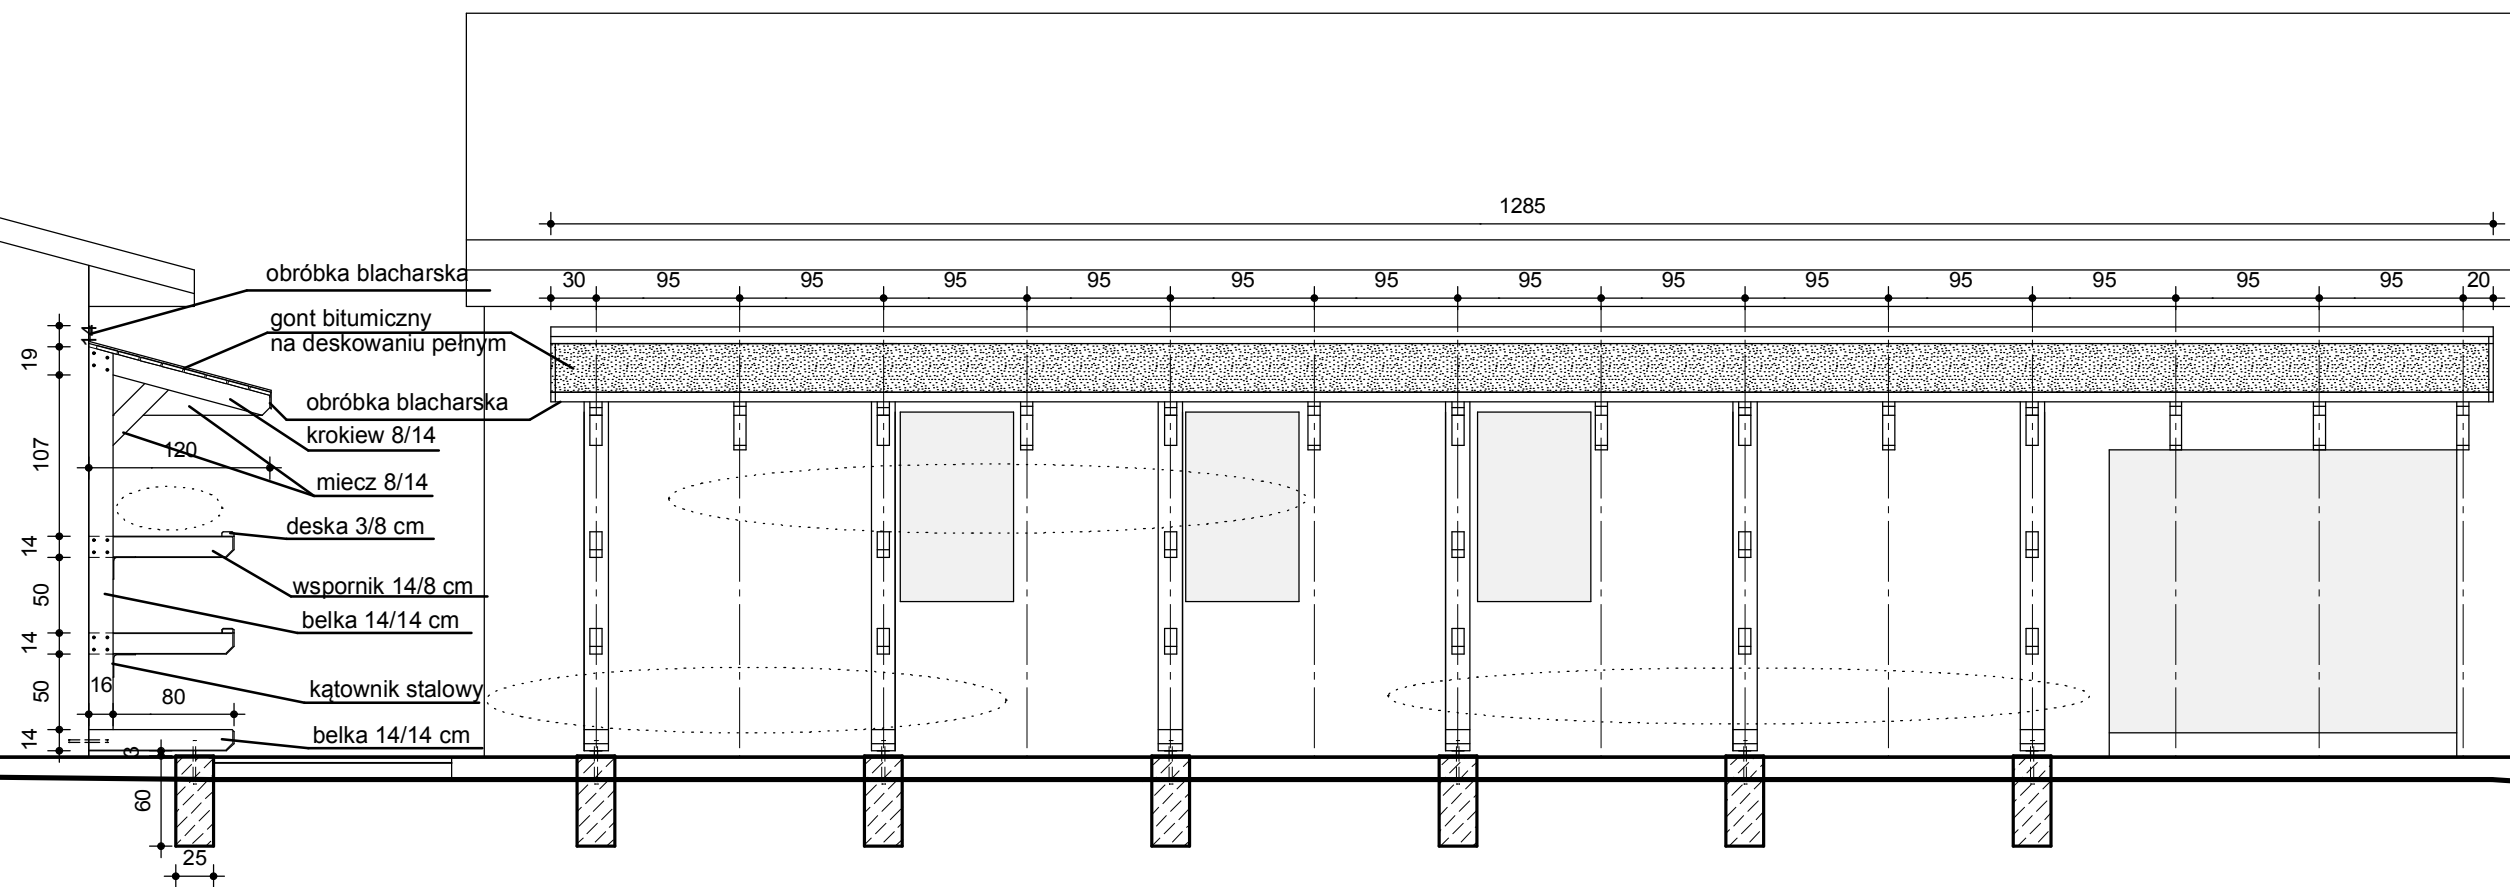 1285
30 95 95 95 95 95 95 95 95 95 95 95 95 95 20
obróbka blacharska
gont bitumiczny
na deskowaniu pełnym
obróbka blacharska
krokiew 8/14
120
miecz 8/14
deska 3/8 cm
wspornik 14/8 cm
belka 14/14 cm
kątownik stalowy
16
80
belka 14/14 cm
19
107
14
50
14
50
14
3
60
25